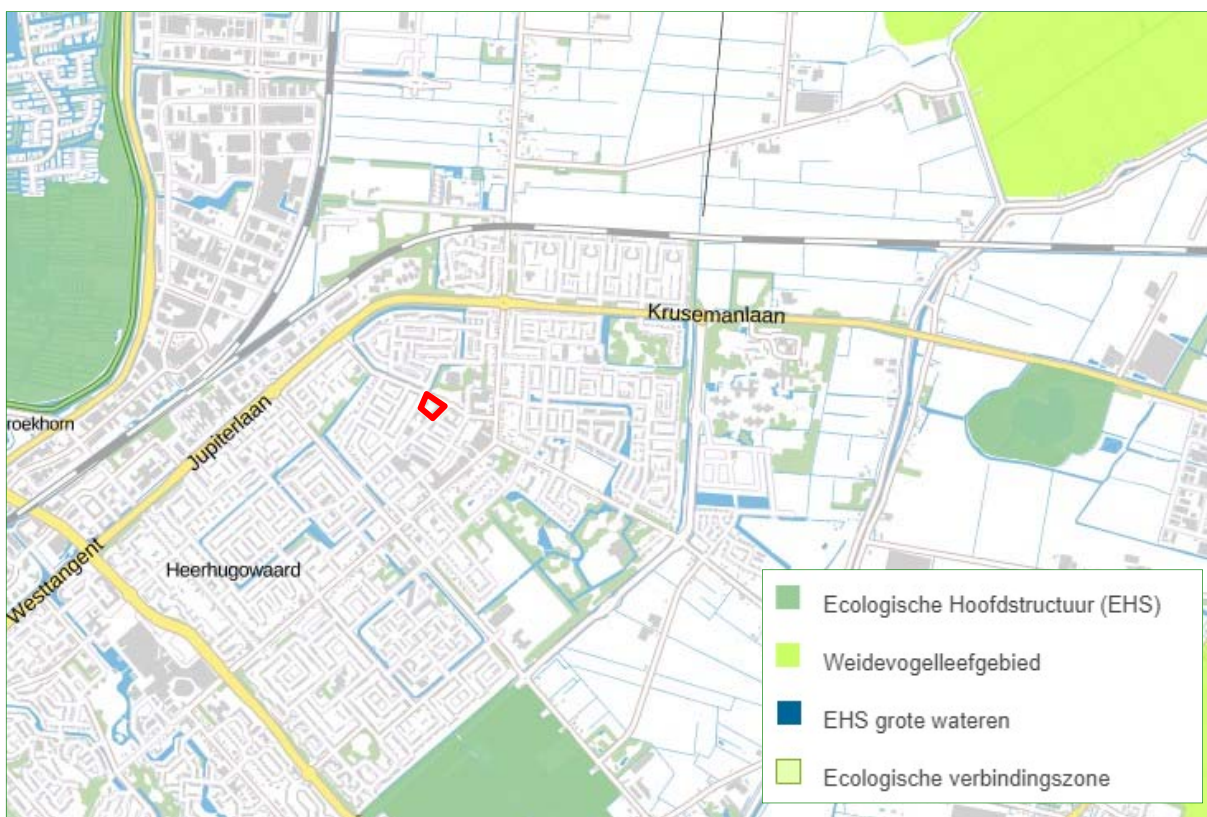 Krusemanlaan
roekhorn
Jupiterlaan
Westtangent
Heerhugowaard
Ecologische Hoofdstructuur (EHS)
Weidevogelleefgebied
EHS grote wateren
Ecologische verbindingszone